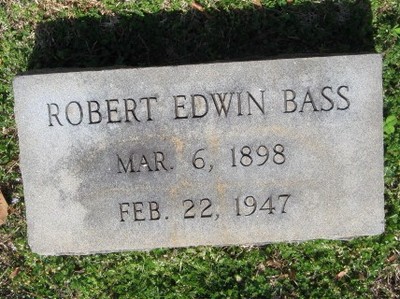 ROBERT EDWIN BASS
MAR. 6, 1898
FEB. 22, 1947